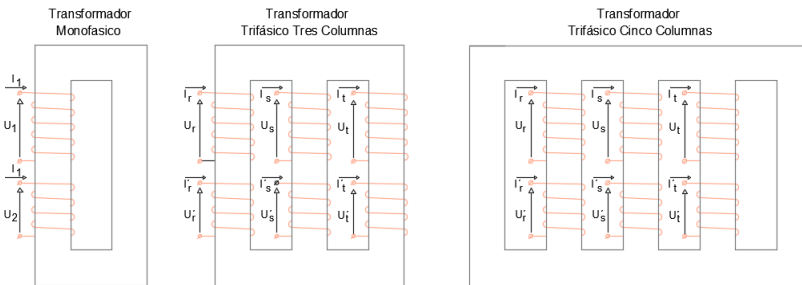 Transformador
Monofasico
I1
U1
I1
U2
Transformador
Trifásico Tres Columnas
Ir
Is
It
Ur
Us
Ut
I'r
I's
I't
U'r
U's
U't
Transformador
Trifásico Cinco Columnas
Ir
Is
It
Ur
Us
Ut
I'r
I's
I't
U'r
U's
U't